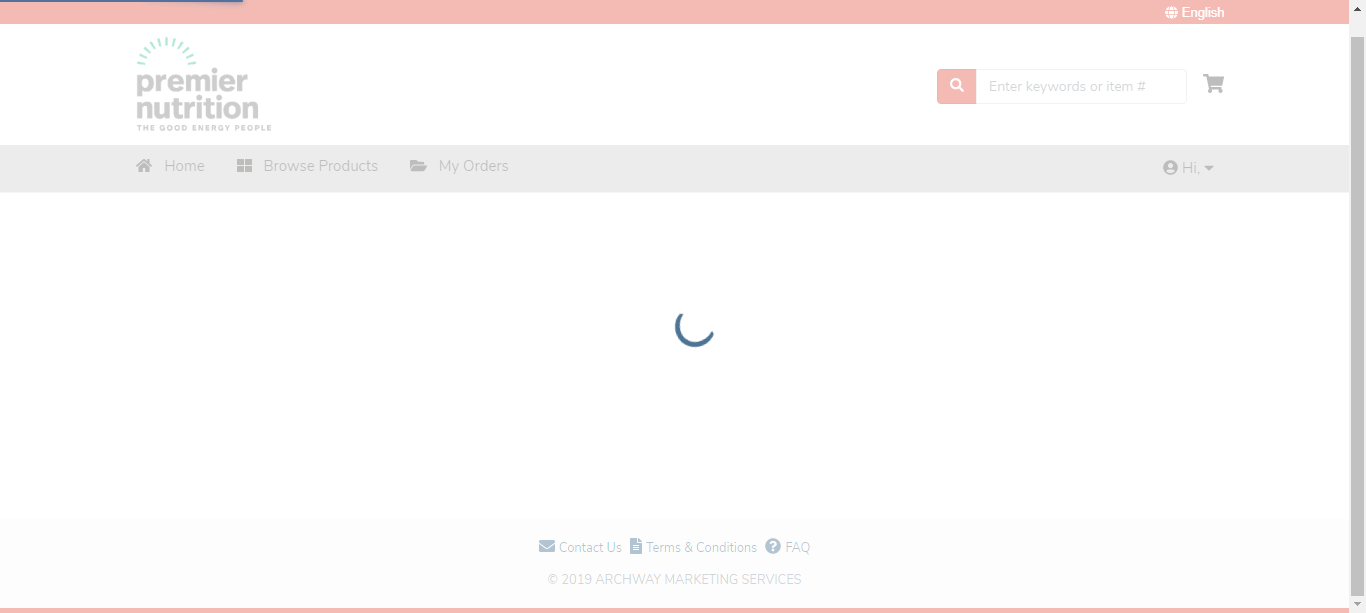 English
premier
nutrition
THE GOOD ENERGY PEOPLE
Enter keywords or item #
Home Browse Products My Orders Hi,
Contact Us Terms & Conditions FAQ
© 2019 ARCHWAY MARKETING SERVICES